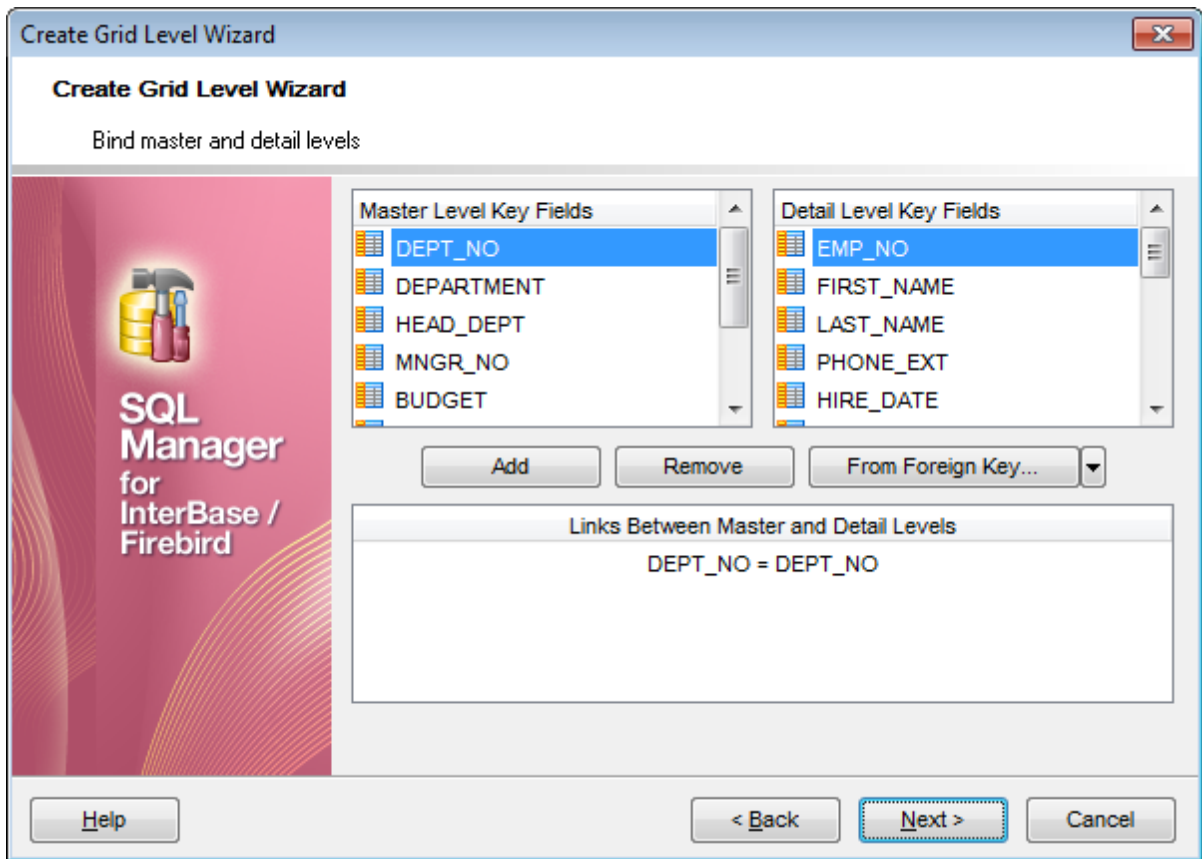 Create Grid Level Wizard
Create Grid Level Wizard
Bind master and detail levels
SQL
Manager
for
InterBase /
Firebird
Master Level Key Fields
DEPT_NO
DEPARTMENT
HEAD_DEPT
MNGR_NO
BUDGET
Detail Level Key Fields
EMP_NO
FIRST_NAME
LAST_NAME
PHONE_EXT
HIRE_DATE
Add
Remove
From Foreign Key...
Links Between Master and Detail Levels
DEPT_NO = DEPT_NO
Help
< Back
Next >
Cancel